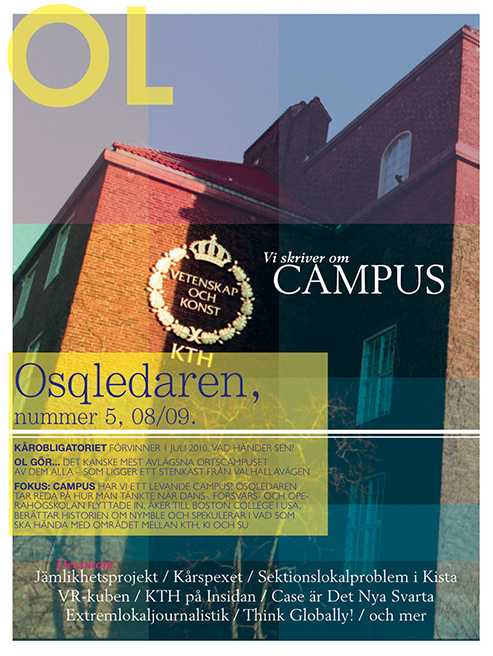 OL
Vi skriver om
CAMPUS
VETENSKAP
OCH
KONST
KTH
Osqledaren,
nummer 5, 08/09.
KÅROBLIGATORIET FÖRVINNER 1 JULI 2010, VAD HÄNDER SEN?
OL GÖR... DET KANSKE MEST AVLÄGSNA ORTSCAMPUSET
AV DEM ALLA – SOM LIGGER ETT STENKAST FRÅN VALHALLAVÄGEN
FOKUS: CAMPUS HAR VI ETT LEVANDE CAMPUS? OSQLEDAREN
TAR REDA PÅ HUR MAN TÄNKTE NÄR DANS-, FÖRSVARS- OCH OPE-
RAHÖGSKOLAN FLYTTADE IN, ÅKER TILL BOSTON COLLEGE I USA,
BERÄTTAR HISTORIEN OM NYMBLE OCH SPEKULERAR I VAD SOM
SKA HÄNDA MED OMRÅDET MELLAN KTH, KI OCH SU
Dessutom:
Jämlikhetsprojekt / Kårspexet / Sektionslokalproblem i Kista
VR-kuben / KTH på Insidan / Case är Det Nya Svarta
Extremlokaljournalistik / Think Globally! / och mer